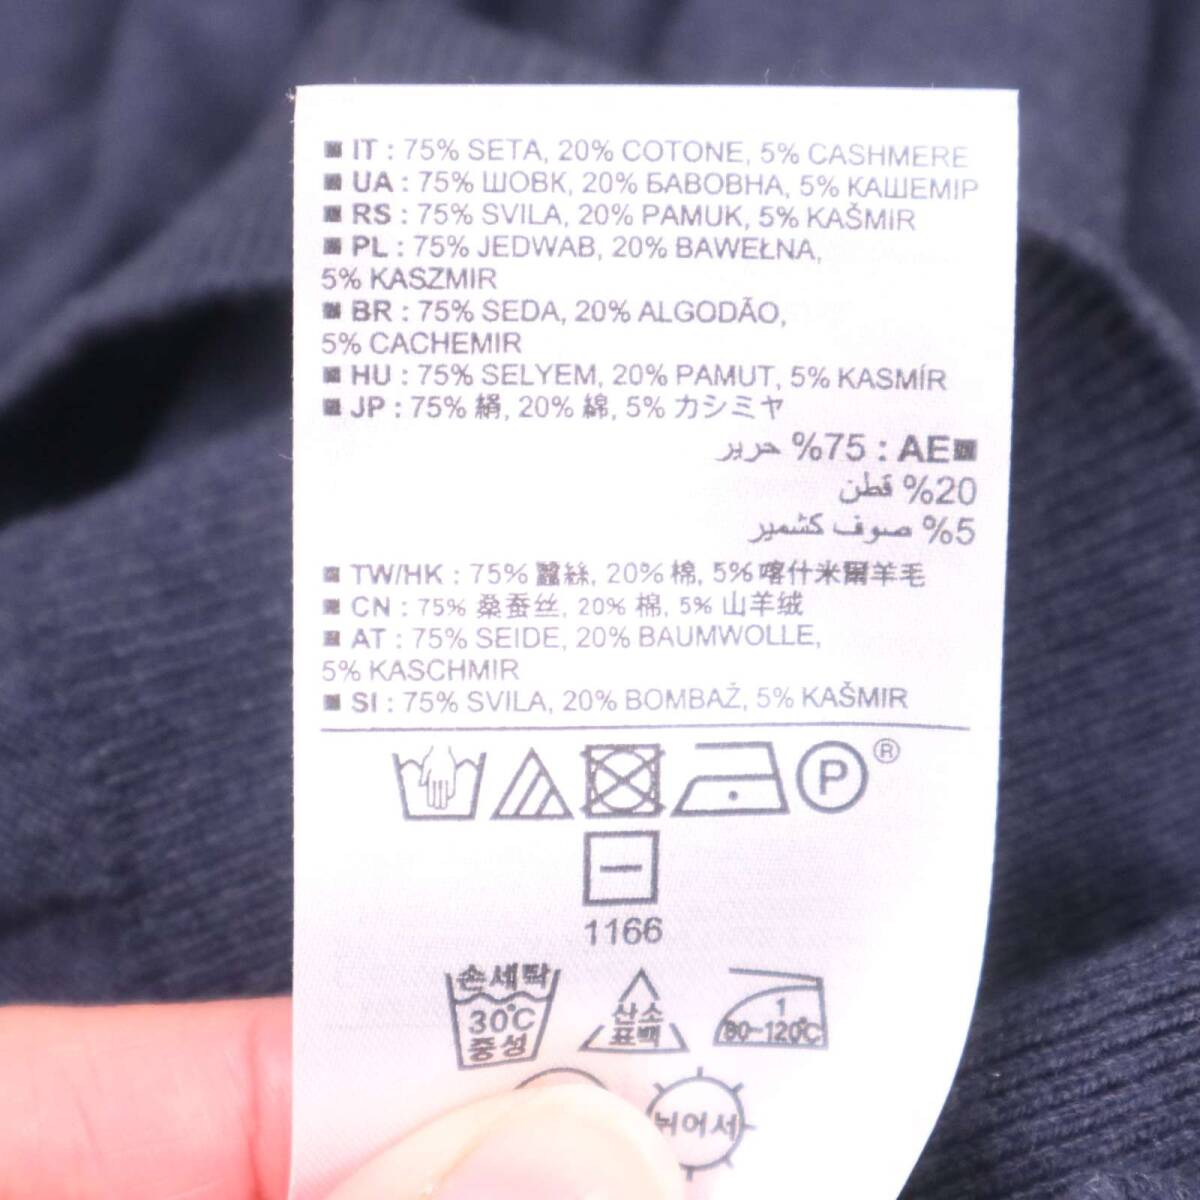 IT : 75% SETA, 20% COTONE, 5% CASHMERE
UA : 75% ШОВК, 20% БАВОВНА, 5% КАШЕМІР
RS : 75% SVILA, 20% PAMUK, 5% KAŠMIR
PL : 75% JEDWAB, 20% BAWEŁNA,
5% KASZMIR
BR : 75% SEDA, 20% ALGODÃO,
5% CACHEMIR
HU : 75% SELYEM, 20% PAMUT, 5% KASMÍR
JP : 75% 絹, 20% 綿, 5% カシミヤ
AE : 75% حرير
20% قطن
5% صوف كشمير
TW/HK : 75% 蠶絲, 20% 棉, 5% 喀什米爾羊毛
CN : 75% 桑蚕丝, 20% 棉, 5% 山羊绒
AT : 75% SEIDE, 20% BAUMWOLLE,
5% KASCHMIR
SI : 75% SVILA, 20% BOMBAŽ, 5% KAŠMIR
P ®
1166
손세탁
30℃
중성
산소
표백
1
80~120℃
뉘어서